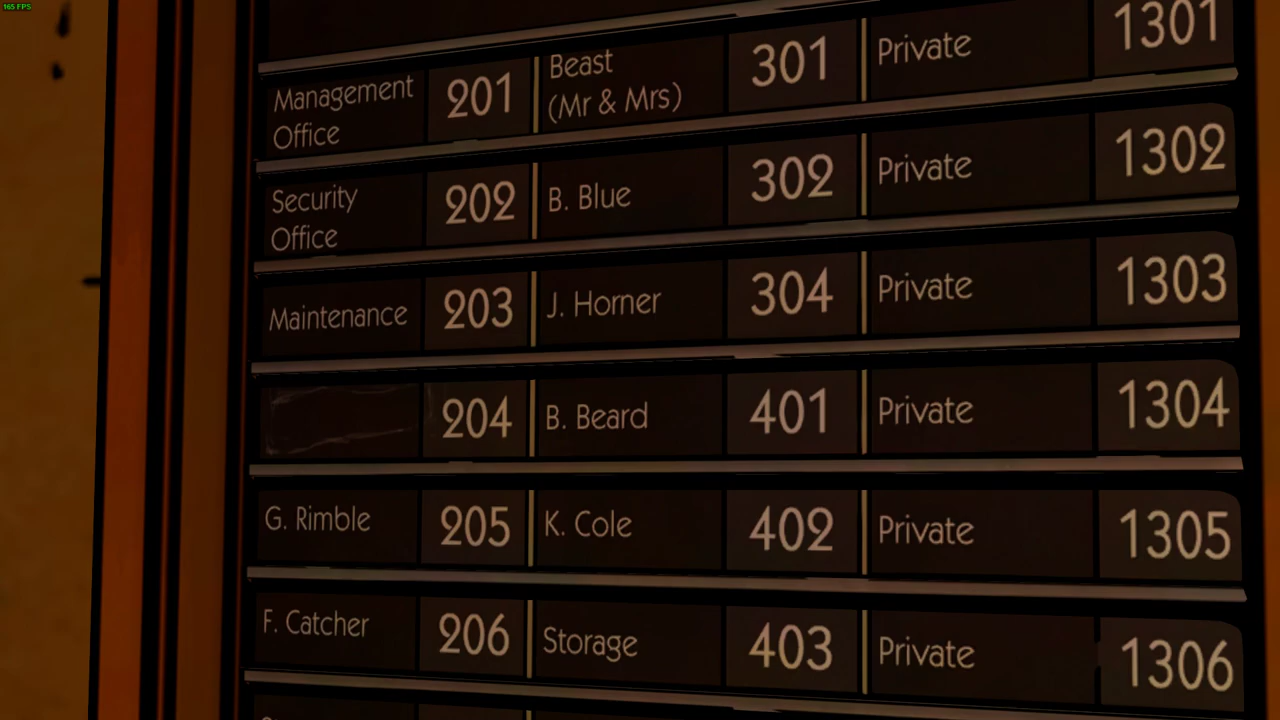 165 FPS
Management
Office
201
Beast
(Mr & Mrs)
301
Private
1301
Security
Office
202
B. Blue
302
Private
1302
Maintenance
203
J. Horner
304
Private
1303
204
B. Beard
401
Private
1304
G. Rimble
205
K. Cole
402
Private
1305
F. Catcher
206
Storage
403
Private
1306